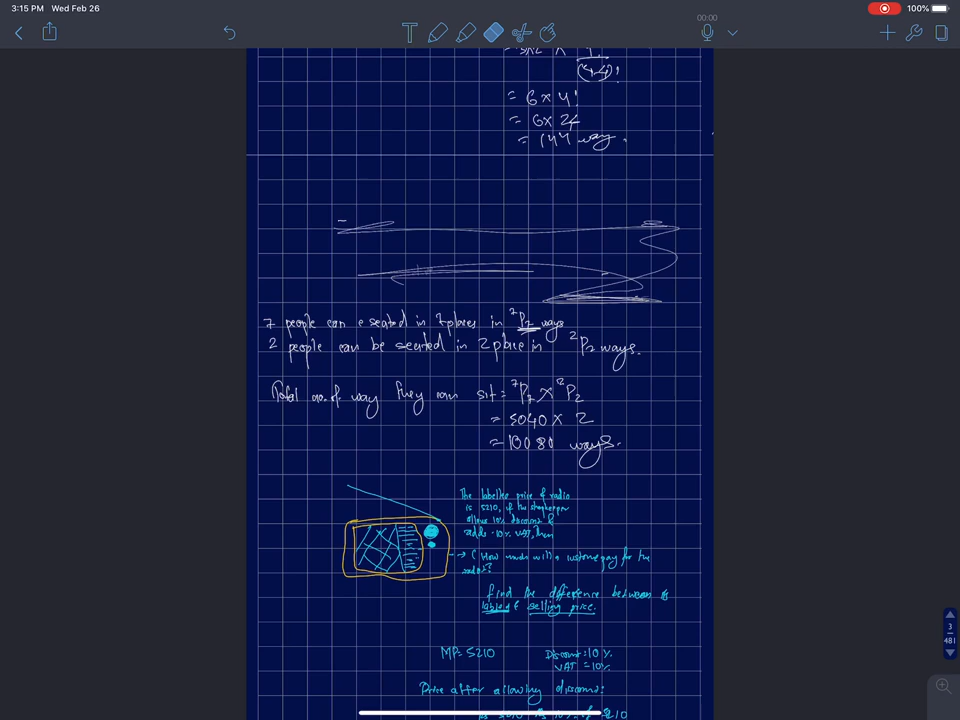 3:15 PM Wed Feb 26
100%
00:00
(4-4)!
= 6 x 4!
= 6 x 24
= 144 way.
7 people can e seated in 7 places in ⁷P₇ ways
2 people can be seated in 2 place in ²P₂ ways.
Total no. of way they can sit = ⁷P₇ X ²P₂
= 5040 X 2
= 10080 ways.
The labelled price of radio
is 5210, if the shopkeeper
allows 10% discount &
adds 10% VAT, then
→ ( How much will a customer pay for the
radio?
find the difference between
labelled & selling price.
MP= 5210 Discount: 10%
VAT = 10%
Price after allowing discount:
3
481